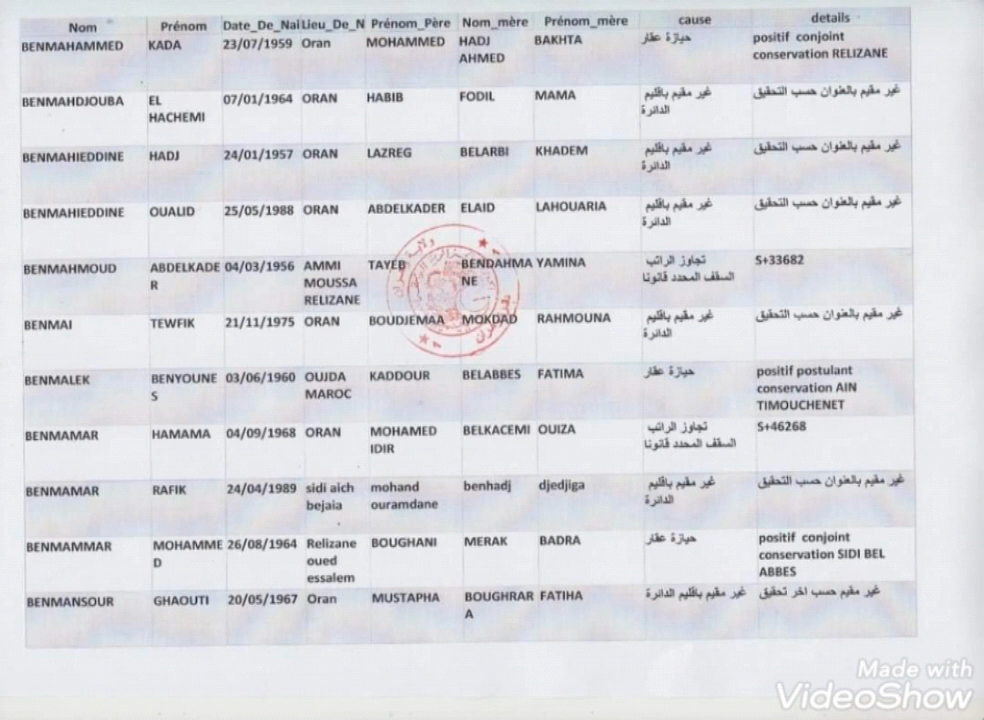 Nom Prénom Date_De_Nai Lieu_De_N Prénom_Père Nom_mère Prénom_mère cause details
BENMAHAMMED KADA 23/07/1959 Oran MOHAMMED HADJ AHMED BAKHTA حيازة عقار positif conjoint conservation RELIZANE
BENMAHDJOUBA EL HACHEMI 07/01/1964 ORAN HABIB FODIL MAMA غير مقيم باقليم الدائرة غير مقيم بالعنوان حسب التحقيق
BENMAHIEDDINE HADJ 24/01/1957 ORAN LAZREG BELARBI KHADEM غير مقيم باقليم الدائرة غير مقيم بالعنوان حسب التحقيق
BENMAHIEDDINE OUALID 25/05/1988 ORAN ABDELKADER ELAID LAHOUARIA غير مقيم باقليم الدائرة غير مقيم بالعنوان حسب التحقيق
BENMAHMOUD ABDELKADER 04/03/1956 AMMI MOUSSA RELIZANE TAYEB BENDAHMANE YAMINA تجاوز الراتب السقف المحدد قانونا S+33682
BENMAI TEWFIK 21/11/1975 ORAN BOUDJEMAA MOKDAD RAHMOUNA غير مقيم باقليم الدائرة غير مقيم بالعنوان حسب التحقيق
BENMALEK BENYOUNES 03/06/1960 OUJDA MAROC KADDOUR BELABBES FATIMA حيازة عقار positif postulant conservation AIN TIMOUCHENET
BENMAMAR HAMAMA 04/09/1968 ORAN MOHAMED IDIR BELKACEMI OUIZA تجاوز الراتب السقف المحدد قانونا S+46268
BENMAMAR RAFIK 24/04/1989 sidi aich bejaia mohand ouramdane benhadj djedjiga غير مقيم باقليم الدائرة غير مقيم بالعنوان حسب التحقيق
BENMAMMAR MOHAMMED 26/08/1964 Relizane oued essalem BOUGHANI MERAK BADRA حيازة عقار positif conjoint conservation SIDI BEL ABBES
BENMANSOUR GHAOUTI 20/05/1967 Oran MUSTAPHA BOUGHRARA FATIHA غير مقيم باقليم الدائرة غير مقيم حسب اخر تحقيق
Made with
VideoShow